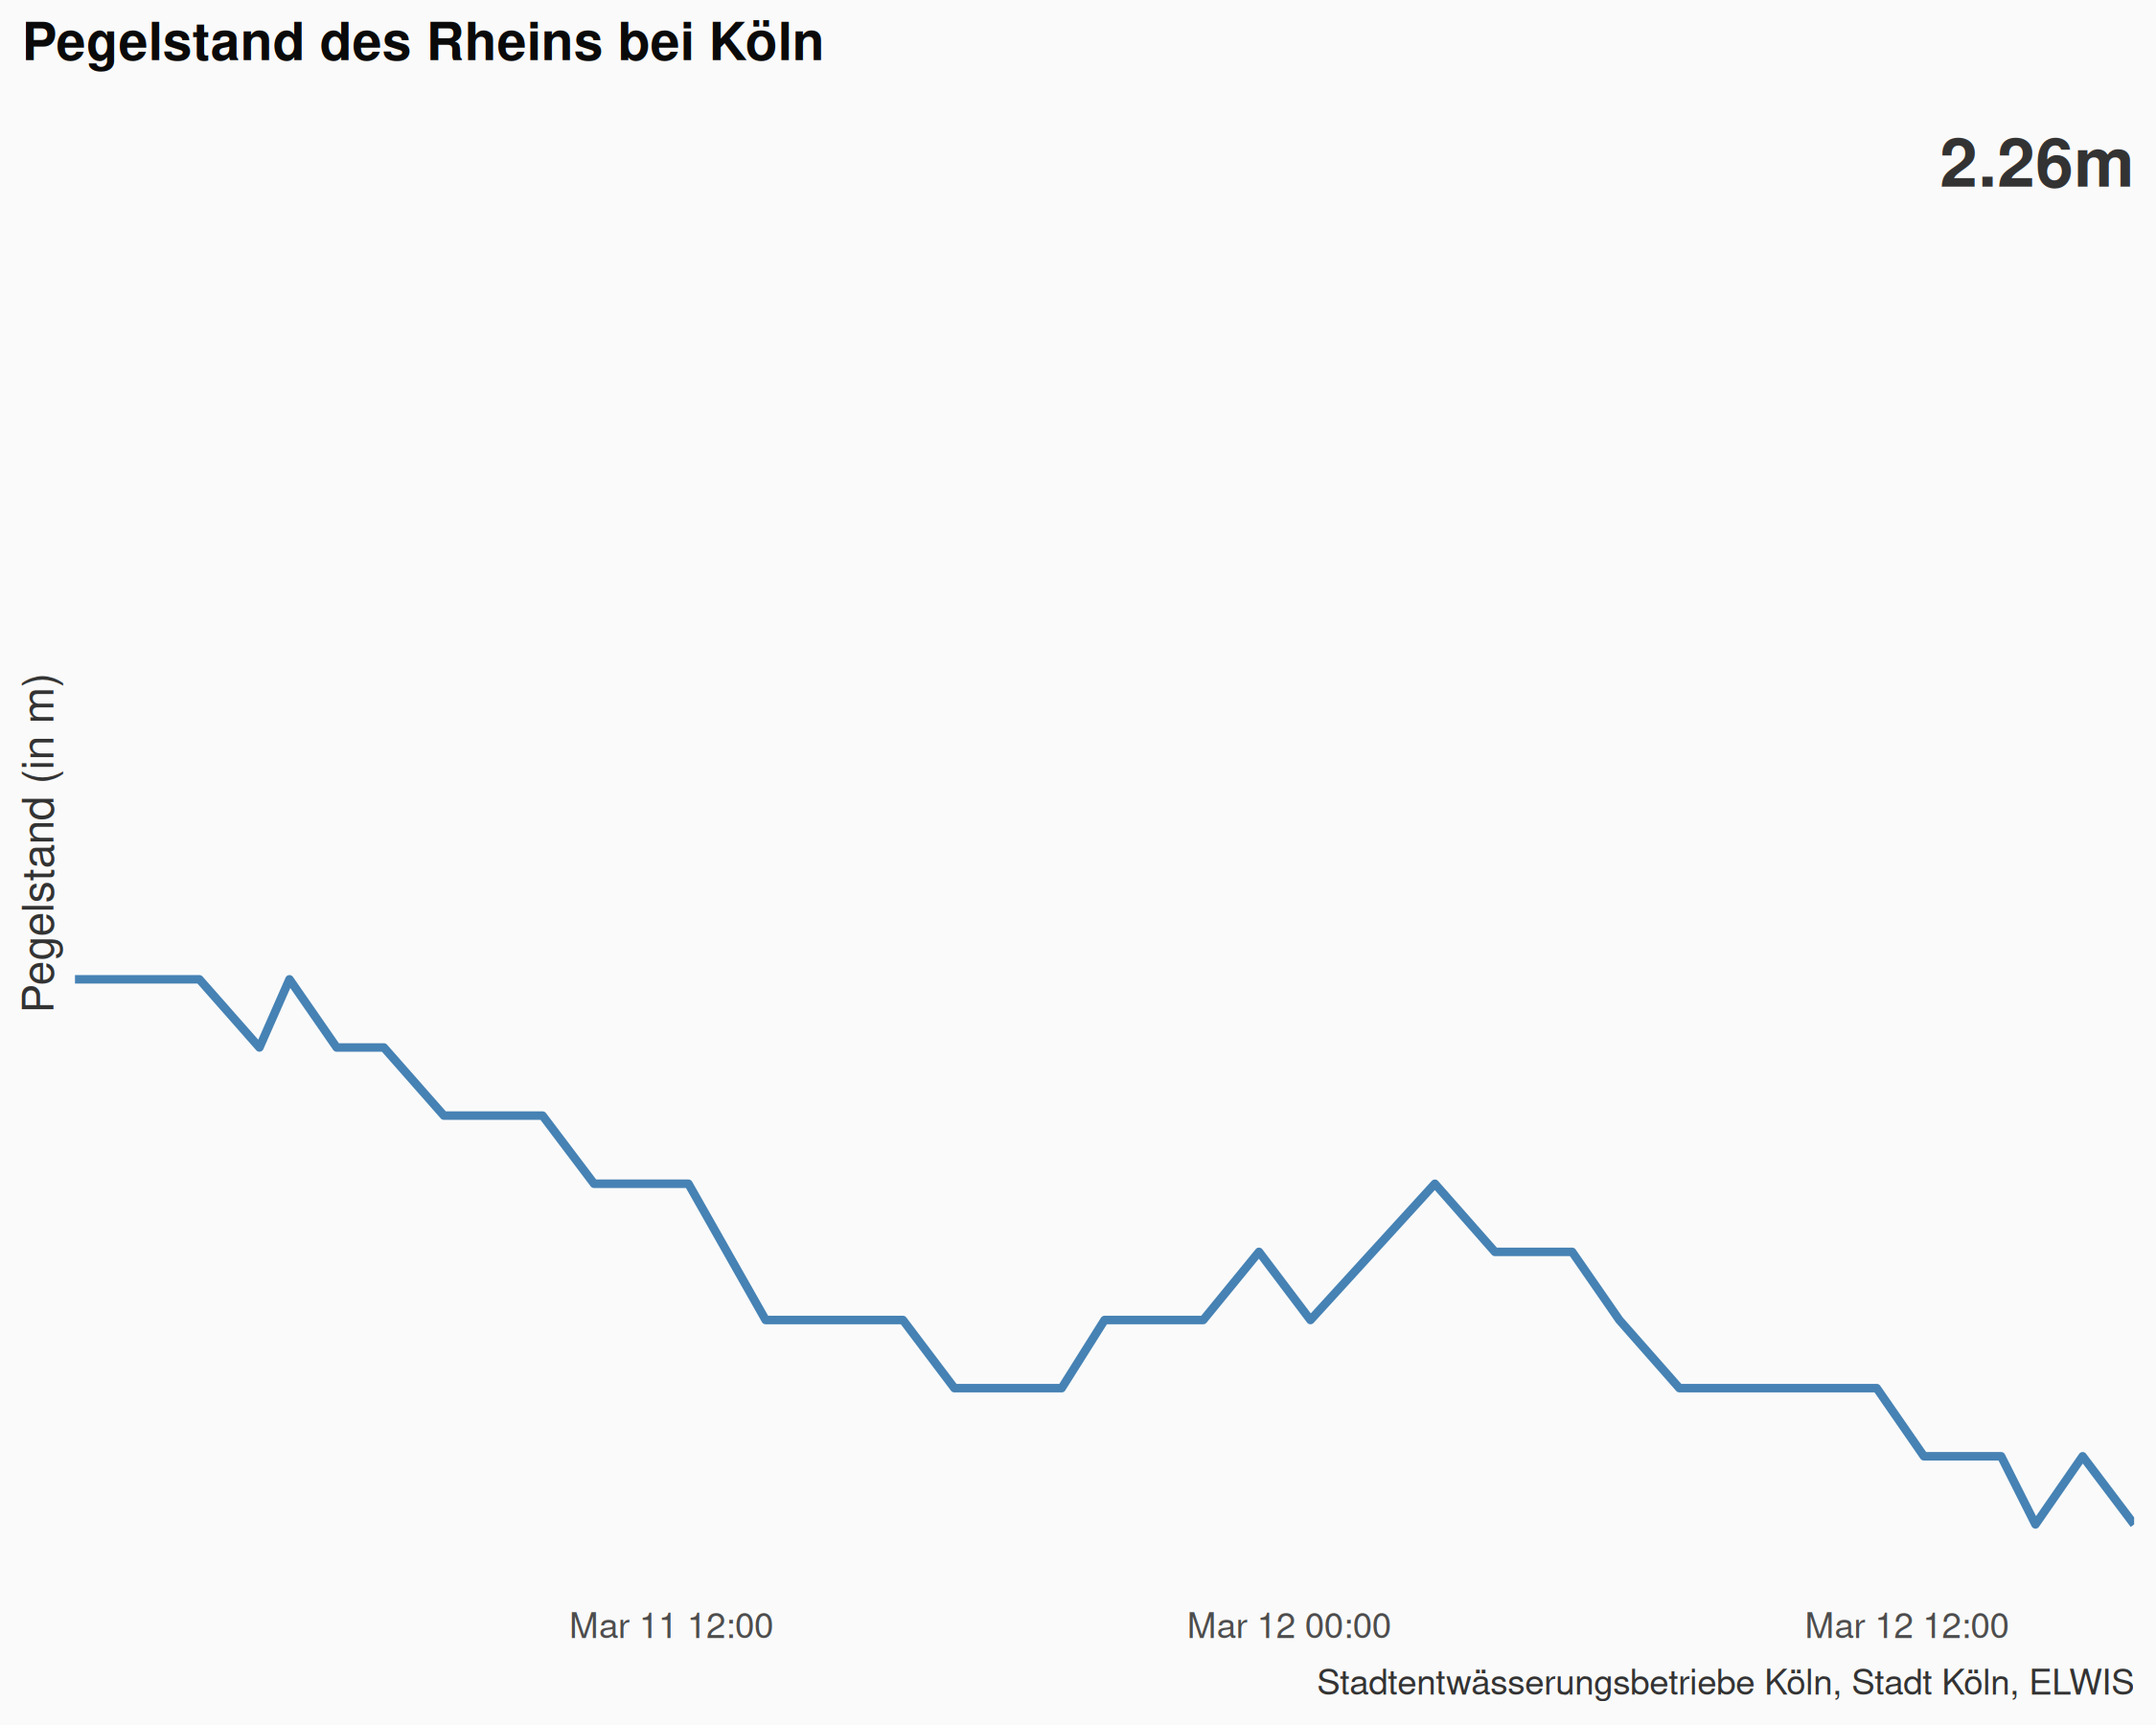 Pegelstand des Rheins bei Köln
2.26m
Pegelstand (in m)
Mar 11 12:00
Mar 12 00:00
Mar 12 12:00
Stadtentwässerungsbetriebe Köln, Stadt Köln, ELWIS